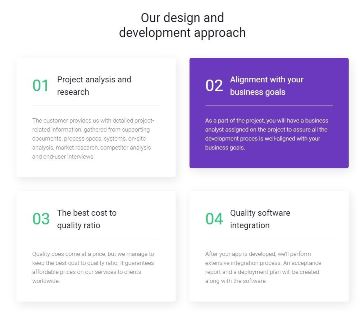 Our design and
development approach
01
Project analysis and
research
The customer provides us with detailed project-
related information, gathered from supporting
documents, process specs, systems, on-site
analysis, market research, competitor analysis
and end-user interviews.
02
Alignment with your
business goals
As a part of the project, you will have a business
analyst assigned on the project to assure all the
development process is well-aligned with your
business goals.
03
The best cost to
quality ratio
Quality does come at a price, but we manage to
keep the best cost to quality ratio. It guarantees
affordable prices on our services to clients
worldwide.
04
Quality software
integration
After your app is developed, we'll perform
extensive integration process. An acceptance
report and a deployment plan will be created
along with the software.